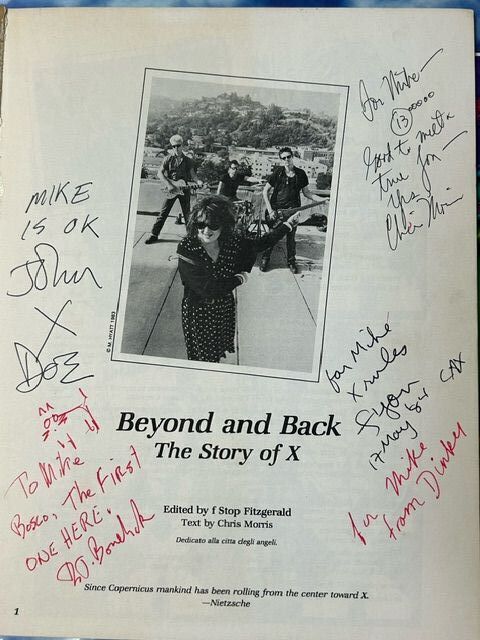 for Mike —
13ooooo
Good to meet a
true fan —
Yrs,
Chris Morris
MIKE
IS OK
JOHN
X
DOE
© M. HYATT 1983
for Mike
X rules
17 May 84
Beyond and Back
The Story of X
To Mike
Bosco, The First
ONE HERE.
D.J. Bonebrake
for Mike
from Dinky
Edited by f Stop Fitzgerald
Text by Chris Morris
Dedicato alla citta degli angeli.
Since Copernicus mankind has been rolling from the center toward X.
—Nietzsche
1